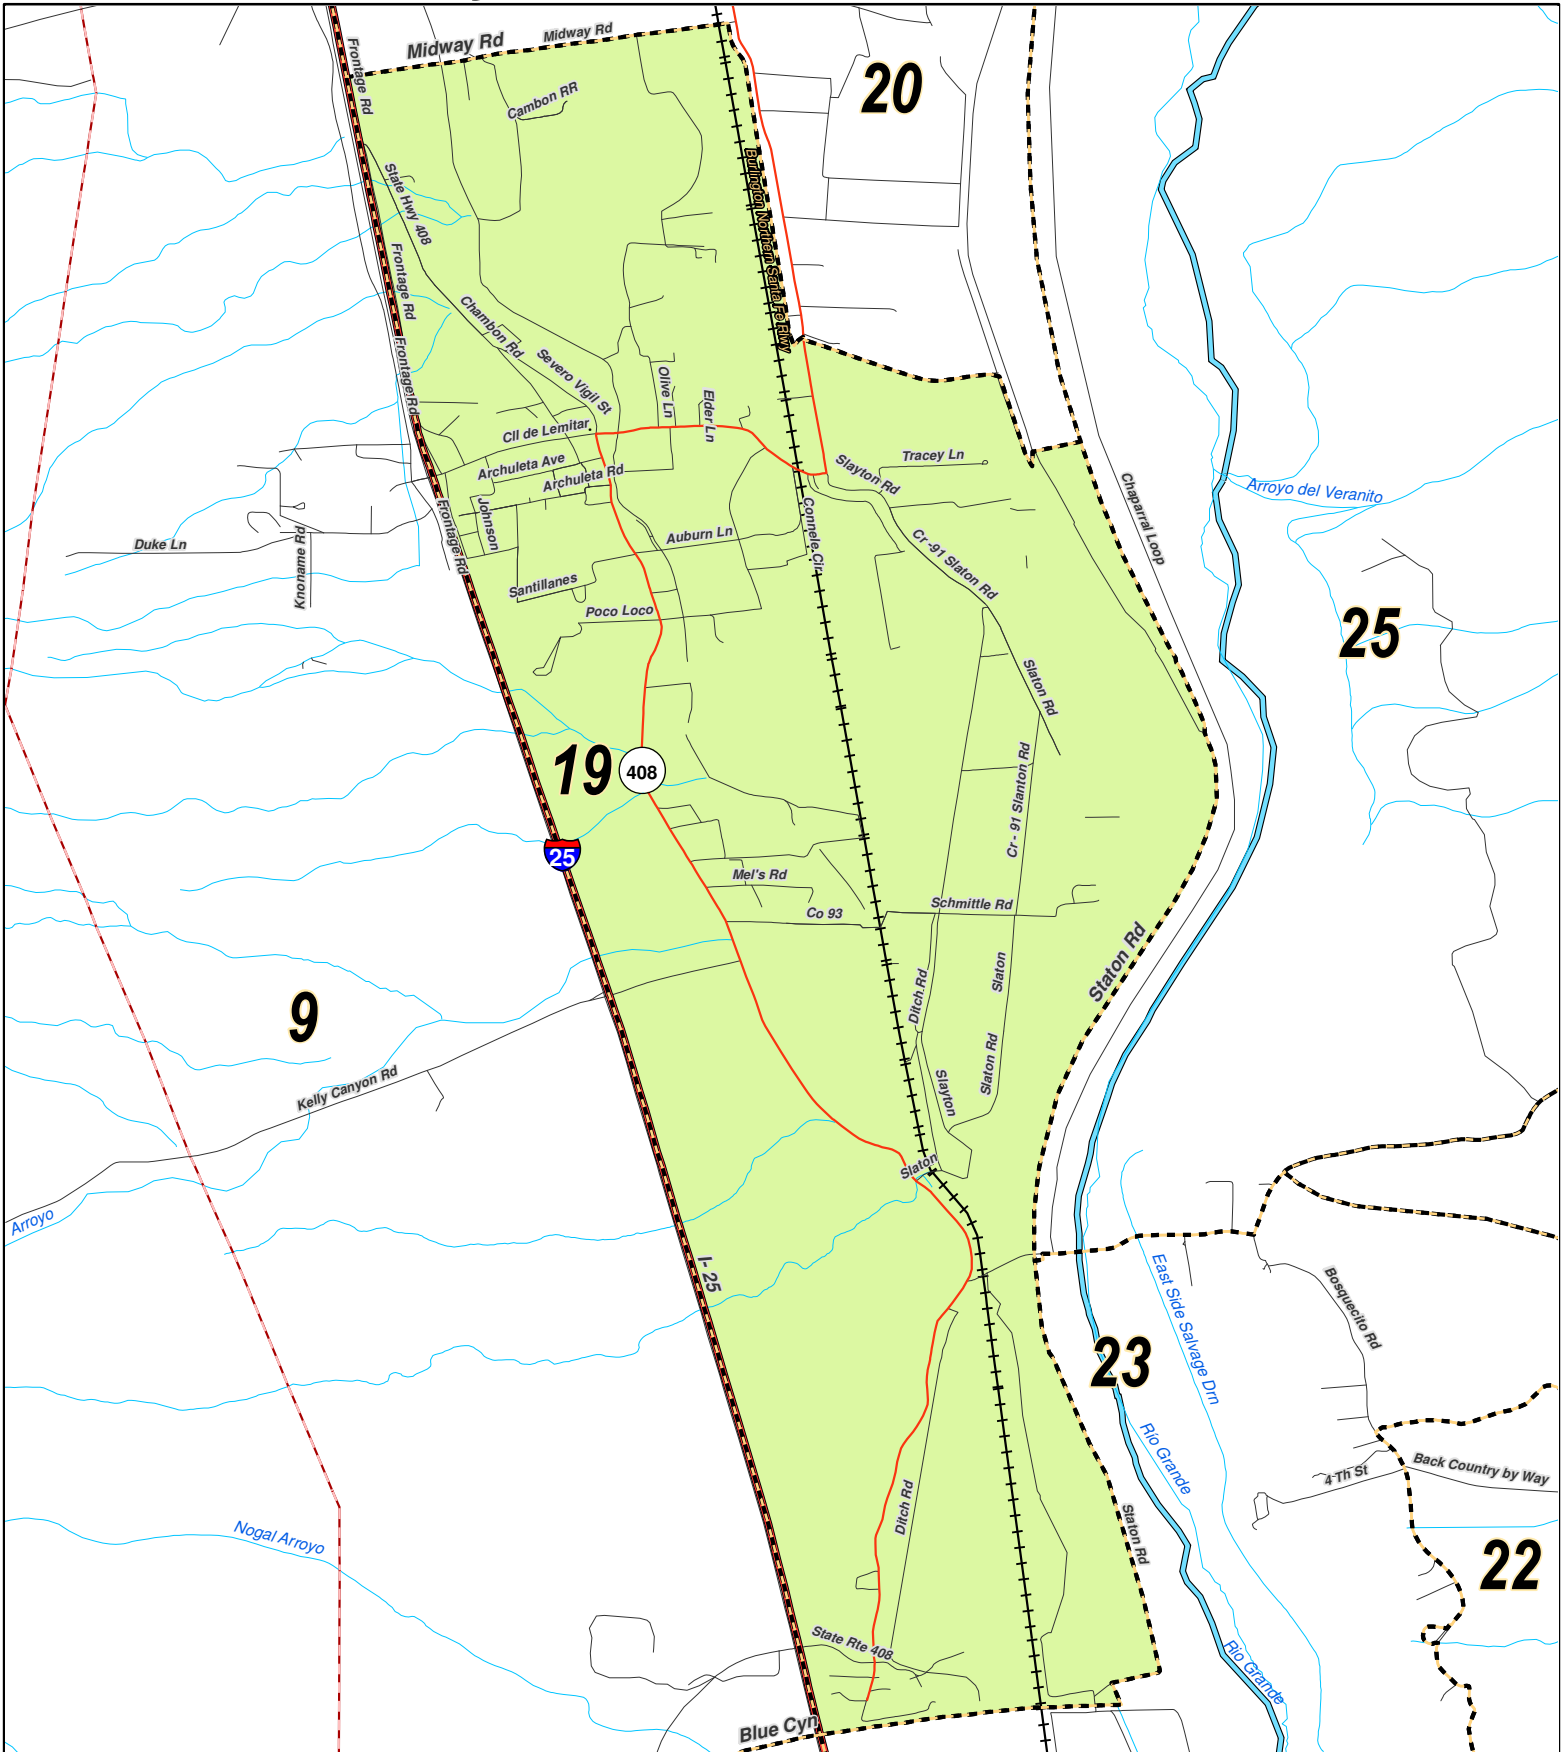 Midway Rd
Midway Rd
Frontage Rd
20
Cambon RR
State Hwy 408
Burlington Northern Santa Fe Rwy
Frontage Rd
Chambon Rd
Severo Vigil St
Frontage Rd
Olive Ln
Elder Ln
Cll de Lemitar
Archuleta Ave
Archuleta Rd
Slayton Rd
Tracey Ln
Chaparral Loop
Arroyo del Veranito
Johnson
Frontage Rd
Connele Cir
Auburn Ln
Cr -91 Slaton Rd
Duke Ln
Knoname Rd
Santillanes
Poco Loco
25
Slaton Rd
19
408
Cr - 91 Slanton Rd
25
Mel's Rd
Co 93
Schmittle Rd
Staton Rd
Ditch Rd
Slaton
9
Slaton Rd
Slayton
Kelly Canyon Rd
Slaton
Arroyo
I- 25
East Side Salvage Drn
Bosquecito Rd
23
Rio Grande
Back Country by Way
4 Th St
Ditch Rd
Staton Rd
Nogal Arroyo
22
State Rte 408
Rio Grande
Blue Cyn